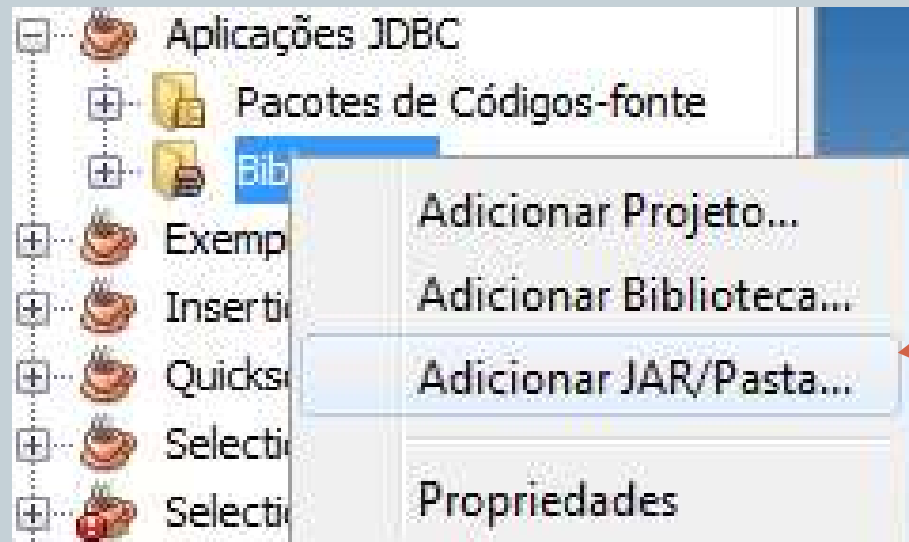 Aplicações JDBC
Pacotes de Códigos-fonte
Bib
Adicionar Projeto...
Exemp
Adicionar Biblioteca...
Inserti
Adicionar JAR/Pasta...
Quickso
Selecti
Propriedades
Selecti